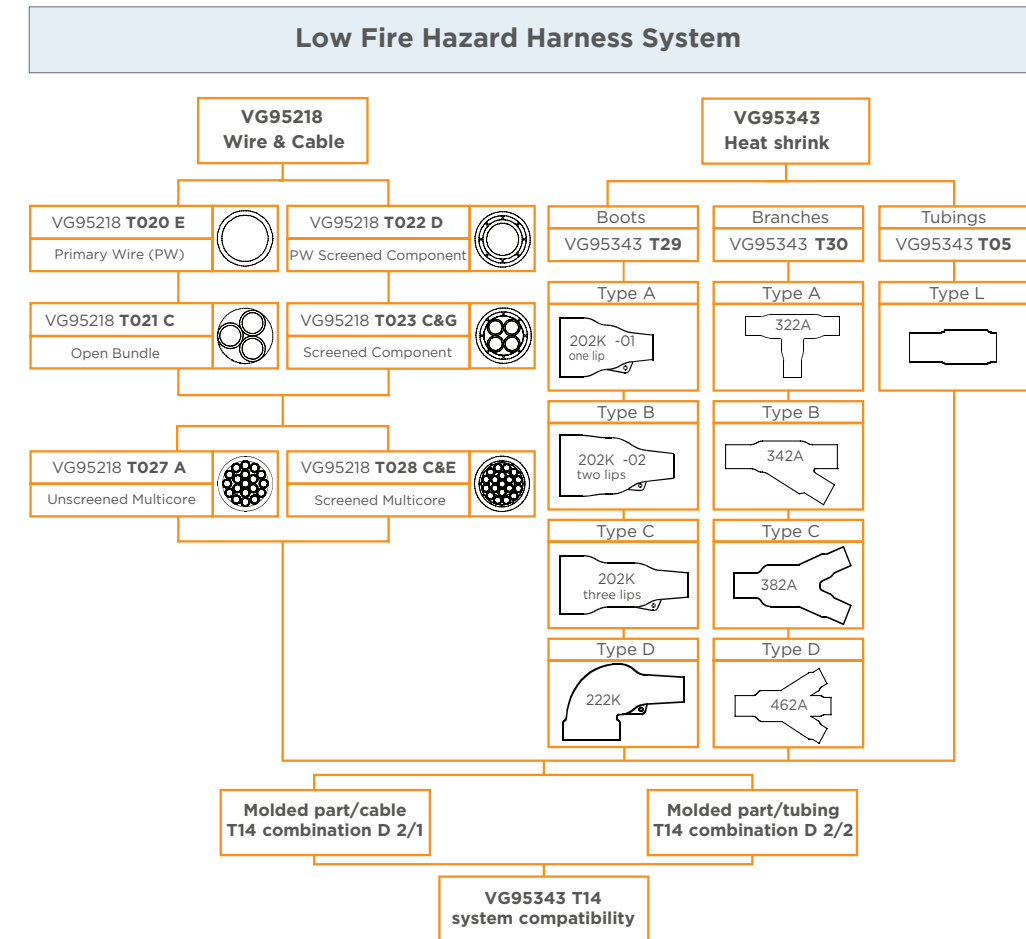 Low Fire Hazard Harness System
VG95218
Wire & Cable
VG95343
Heat shrink
VG95218 T020 E
Primary Wire (PW)
VG95218 T022 D
PW Screened Component
VG95218 T021 C
Open Bundle
VG95218 T023 C&G
Screened Component
VG95218 T027 A
Unscreened Multicore
VG95218 T028 C&E
Screened Multicore
Boots
VG95343 T29
Type A
202K -01
one lip
Type B
202K -02
two lips
Type C
202K
three lips
Type D
222K
Branches
VG95343 T30
Type A
322A
Type B
342A
Type C
382A
Type D
462A
Tubings
VG95343 T05
Type L
Molded part/cable
T14 combination D 2/1
Molded part/tubing
T14 combination D 2/2
VG95343 T14
system compatibility